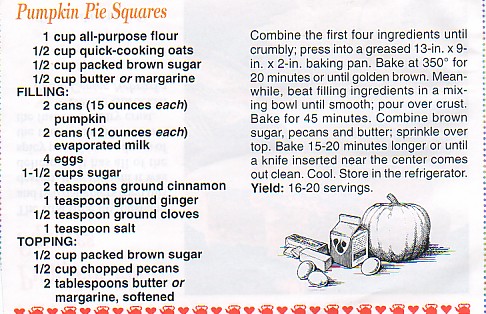 Pumpkin Pie Squares
1 cup all-purpose flour
1/2 cup quick-cooking oats
1/2 cup packed brown sugar
1/2 cup butter or margarine
FILLING:
2 cans (15 ounces each)
pumpkin
2 cans (12 ounces each)
evaporated milk
4 eggs
1-1/2 cups sugar
2 teaspoons ground cinnamon
1 teaspoon ground ginger
1/2 teaspoon ground cloves
1 teaspoon salt
TOPPING:
1/2 cup packed brown sugar
1/2 cup chopped pecans
2 tablespoons butter or
margarine, softened
Combine the first four ingredients until
crumbly; press into a greased 13-in. x 9-
in. x 2-in. baking pan. Bake at 350° for
20 minutes or until golden brown. Mean-
while, beat filling ingredients in a mix-
ing bowl until smooth; pour over crust.
Bake for 45 minutes. Combine brown
sugar, pecans and butter; sprinkle over
top. Bake 15-20 minutes longer or until
a knife inserted near the center comes
out clean. Cool. Store in the refrigerator.
Yield: 16-20 servings.